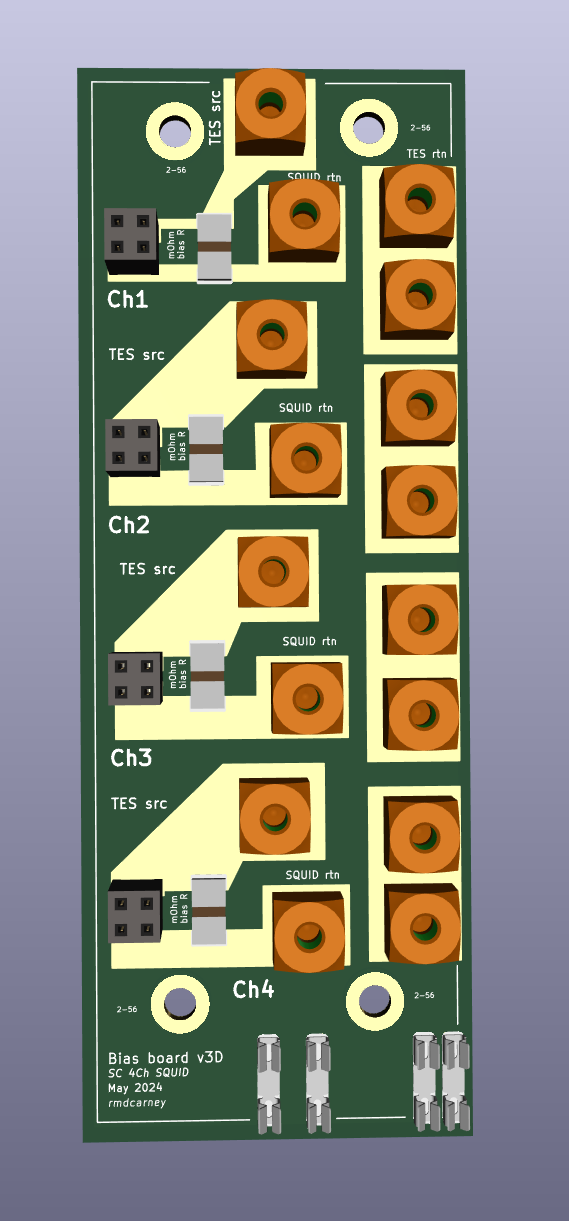 TES src
2-56
2-56
TES rtn
SQUID rtn
mOhm
bias R
Ch1
TES src
SQUID rtn
mOhm
bias R
Ch2
TES src
SQUID rtn
mOhm
bias R
Ch3
TES src
SQUID rtn
mOhm
bias R
Ch4
2-56
2-56
Bias board v3D
SC 4Ch SQUID
May 2024
rmdcarney